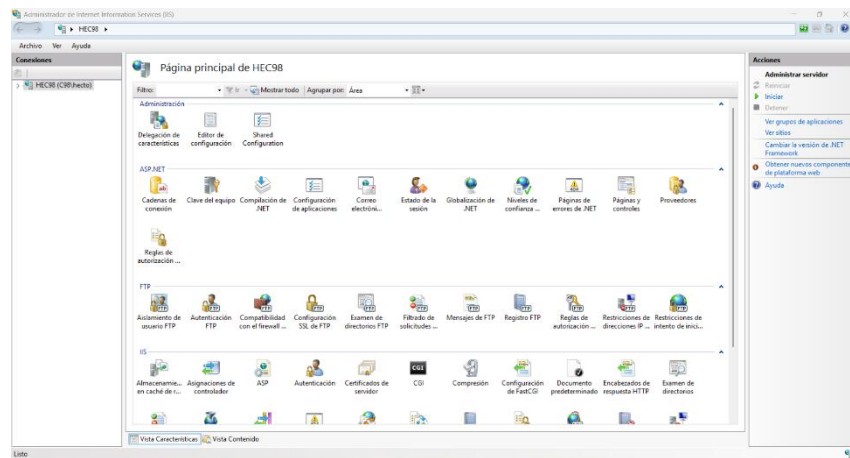 Administrador de Internet Information Services (IIS)
HEC98
Archivo Ver Ayuda
Conexiones
HEC98 (C98\hecto)
Página principal de HEC98
Filtro: Ir Mostrar todo Agrupar por: Área
Administración
Delegación de características
Editor de configuración
Shared Configuration
ASP.NET
Cadenas de conexión
Clave del equipo
Compilación de .NET
Configuración de aplicaciones
Correo electróni...
Estado de la sesión
Globalización de .NET
Niveles de confianza ...
Páginas de errores de .NET
Páginas y controles
Proveedores
Reglas de autorización ...
FTP
Aislamiento de usuario FTP
Autenticación FTP
Compatibilidad con el firewall ...
Configuración SSL de FTP
Examen de directorios FTP
Filtrado de solicitudes ...
Mensajes de FTP
Registro FTP
Reglas de autorización ...
Restricciones de direcciones IP ...
Restricciones de intento de inici...
IIS
Almacenamie... en caché de r...
Asignaciones de controlador
ASP
Autenticación
Certificados de servidor
CGI
Compresión
Configuración de FastCGI
Documento predeterminado
Encabezados de respuesta HTTP
Examen de directorios
Vista Características
Vista Contenido
Acciones
Administrar servidor
Reiniciar
Iniciar
Detener
Ver grupos de aplicaciones
Ver sitios
Cambiar la versión de .NET
Framework
Obtener nuevos componente
de plataforma web
Ayuda
Listo